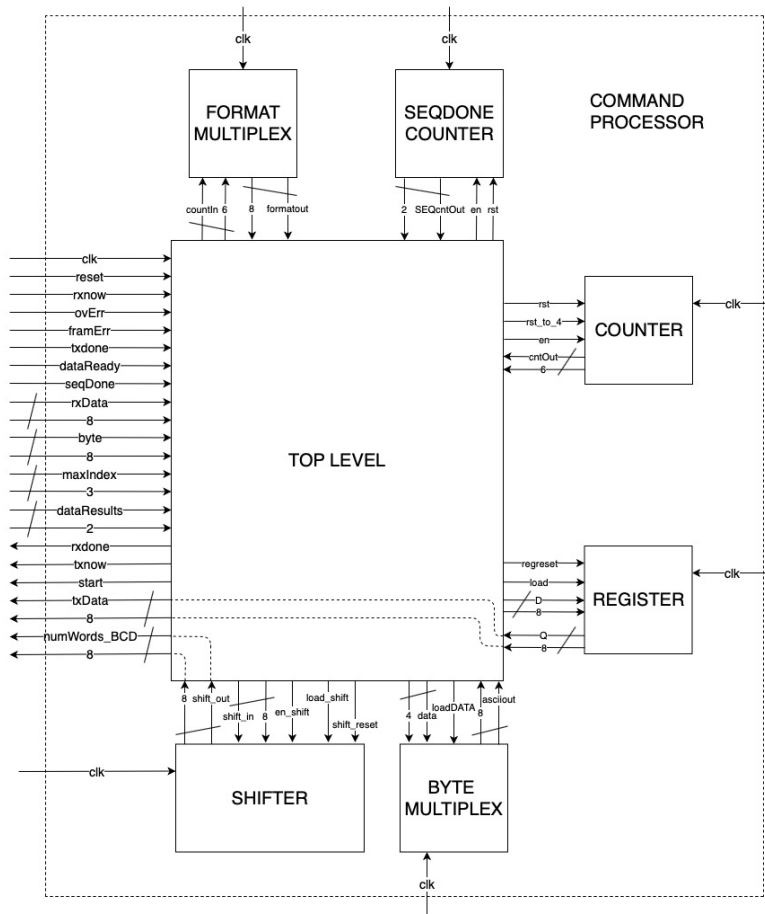 clk
clk
FORMAT
MULTIPLEX
SEQDONE
COUNTER
COMMAND
PROCESSOR
countIn 6 8 formatout
2 SEQcntOut en rst
clk
reset
rxnow
ovErr
framErr
txdone
dataReady
seqDone
rxData
8
byte
8
maxIndex
3
dataResults
2
rxdone
txnow
start
txData
8
numWords_BCD
8
TOP LEVEL
rst
rst_to_4
en
cntOut
6
COUNTER
clk
regreset
load
D
8
Q
8
REGISTER
clk
8 shift_out shift_in 8 en_shift load_shift shift_reset
4 data loadDATA 8 asciiout
clk
SHIFTER
BYTE
MULTIPLEX
clk